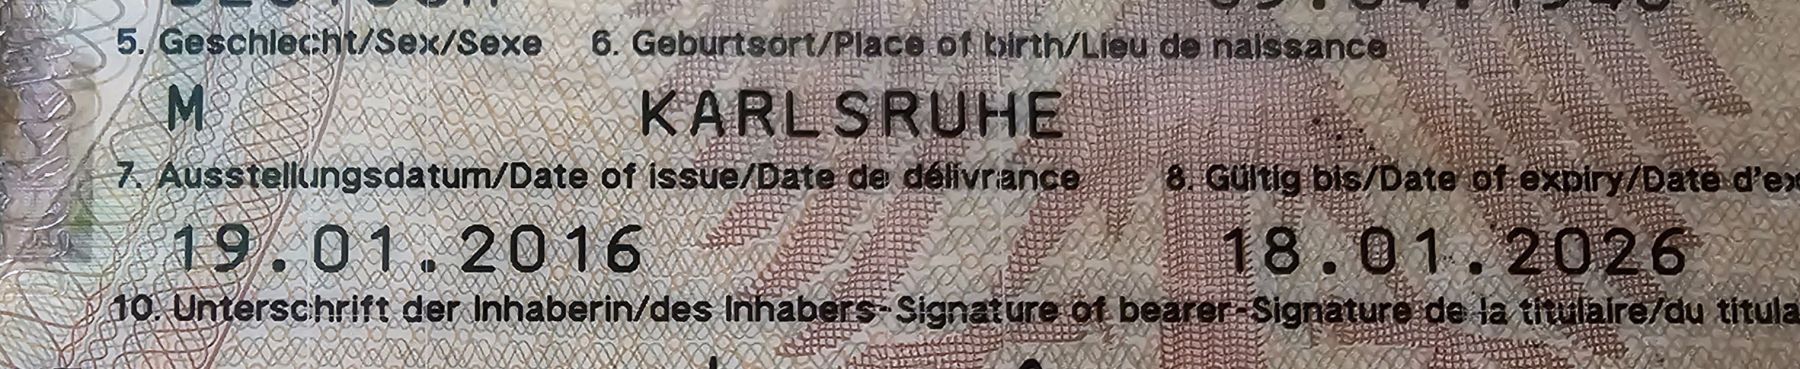 5. Geschlecht/Sex/Sexe 6. Geburtsort/Place of birth/Lieu de naissance
M KARLSRUHE
7. Ausstellungsdatum/Date of issue/Date de délivrance 8. Gültig bis/Date of expiry/Date
19.01.2016 18.01.2026
10. Unterschrift der Inhaberin/des Inhabers-Signature of bearer-Signature de la titulaire/du